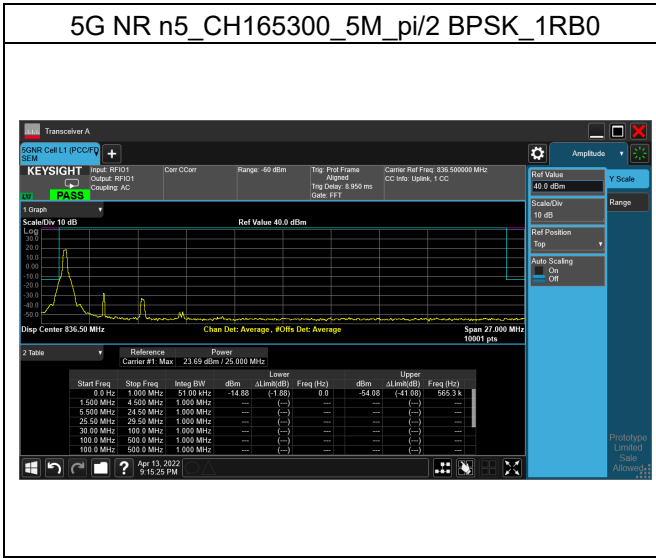 5G NR n5_CH165300_5M_pi/2 BPSK_1RB0
Transceiver A
5GNR Cell L1 (PCC/FD
SEM
+
Amplitude
KEYSIGHT
Input: RFIO1
Output: RFIO1
Coupling: AC
Corr CCorr
Range: -60 dBm
Trig: Prot Frame
Aligned
Trig Delay: 8.950 ms
Gate: FFT
Carrier Ref Freq: 836.500000 MHz
CC Info: Uplink, 1 CC
PASS
Ref Value
40.0 dBm
Y Scale
Scale/Div
10 dB
Range
Ref Position
Top
Auto Scaling
On
Off
1 Graph
Scale/Div 10 dB
Ref Value 40.0 dBm
Log
30.0
20.0
10.0
0.00
-10.0
-20.0
-30.0
-40.0
-50.0
Disp Center 836.50 MHz
Chan Det: Average , #Offs Det: Average
Span 27.000 MHz
10001 pts
2 Table
Reference Power
Carrier #1: Max 23.69 dBm / 25.000 MHz
Lower Upper
Start Freq Stop Freq Integ BW dBm ΔLimit(dB) Freq (Hz) dBm ΔLimit(dB) Freq (Hz)
0.0 Hz 1.000 MHz 51.00 kHz -14.88 (-1.88) 0.0 -54.08 (-41.08) 565.3 k
1.500 MHz 4.500 MHz 1.000 MHz --- (---) --- --- (---) ---
5.500 MHz 24.50 MHz 1.000 MHz --- (---) --- --- (---) ---
25.50 MHz 29.50 MHz 1.000 MHz --- (---) --- --- (---) ---
30.00 MHz 100.0 MHz 1.000 MHz --- (---) --- --- (---) ---
100.0 MHz 500.0 MHz 1.000 MHz --- (---) --- --- (---) ---
100.0 MHz 500.0 MHz 1.000 MHz --- (---) --- --- (---) ---
Prototype
Limited
Sale
Allowed
?
Apr 13, 2022
9:15:25 PM